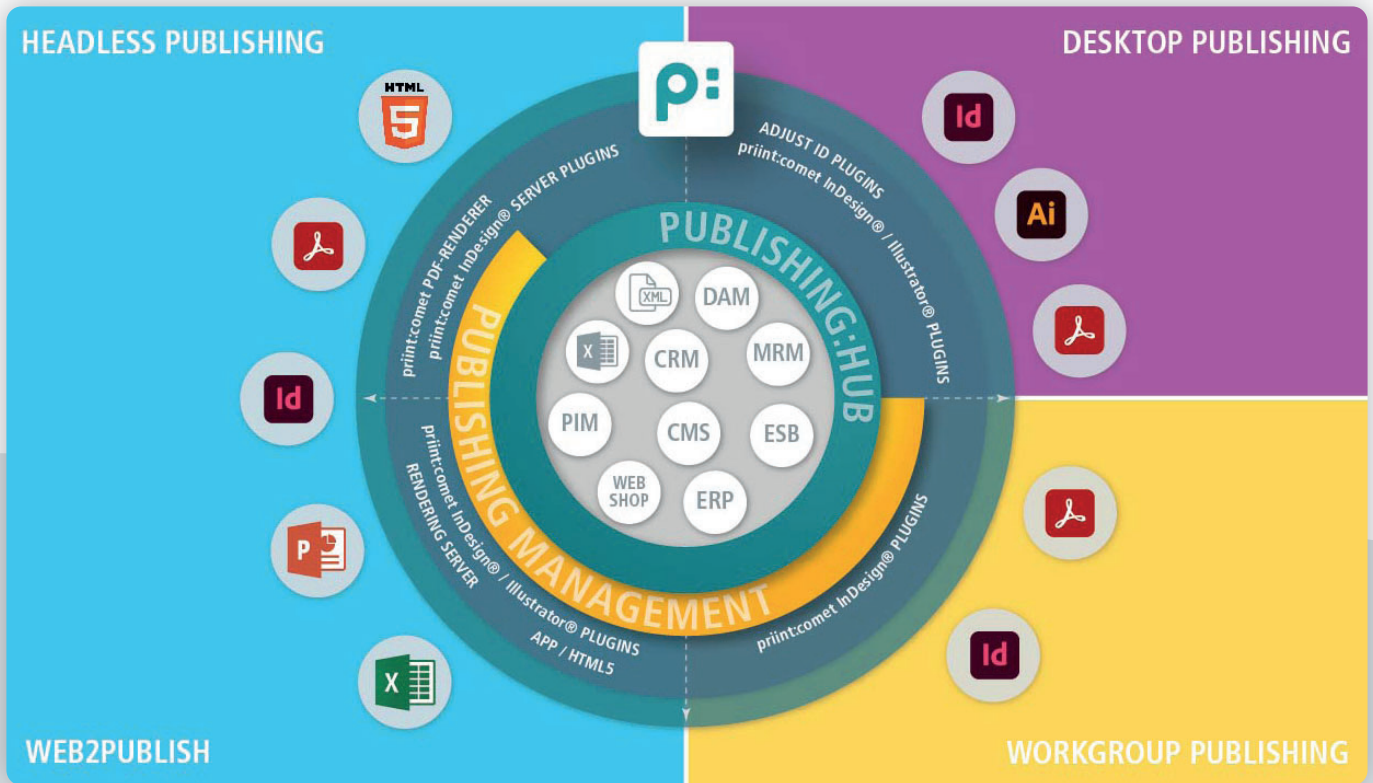 HEADLESS PUBLISHING
DESKTOP PUBLISHING
HTML
5
p:
Id
Ai
Id
P
X
priint:comet PDF-RENDERER
priint:comet InDesign® SERVER PLUGINS
ADJUST ID PLUGINS
priint:comet InDesign® / Illustrator® PLUGINS
PUBLISHING:HUB
PUBLISHING MANAGEMENT
XML
DAM
X
CRM
MRM
PIM
CMS
ESB
WEB
SHOP
ERP
priint:comet InDesign® / Illustrator® PLUGINS
RENDERING SERVER
APP / HTML5
priint:comet InDesign® PLUGINS
Id
WEB2PUBLISH
WORKGROUP PUBLISHING